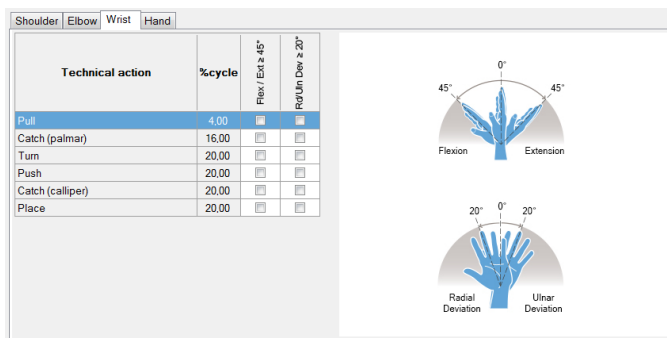 Shoulder Elbow Wrist Hand
Technical action %cycle Flex / Ext ≥ 45° Rd/Uln Dev ≥ 20°
Pull 4,00
Catch (palmar) 16,00
Turn 20,00
Push 20,00
Catch (calliper) 20,00
Place 20,00
0°
45° 45°
Flexion Extension
0°
20° 20°
Radial Ulnar
Deviation Deviation